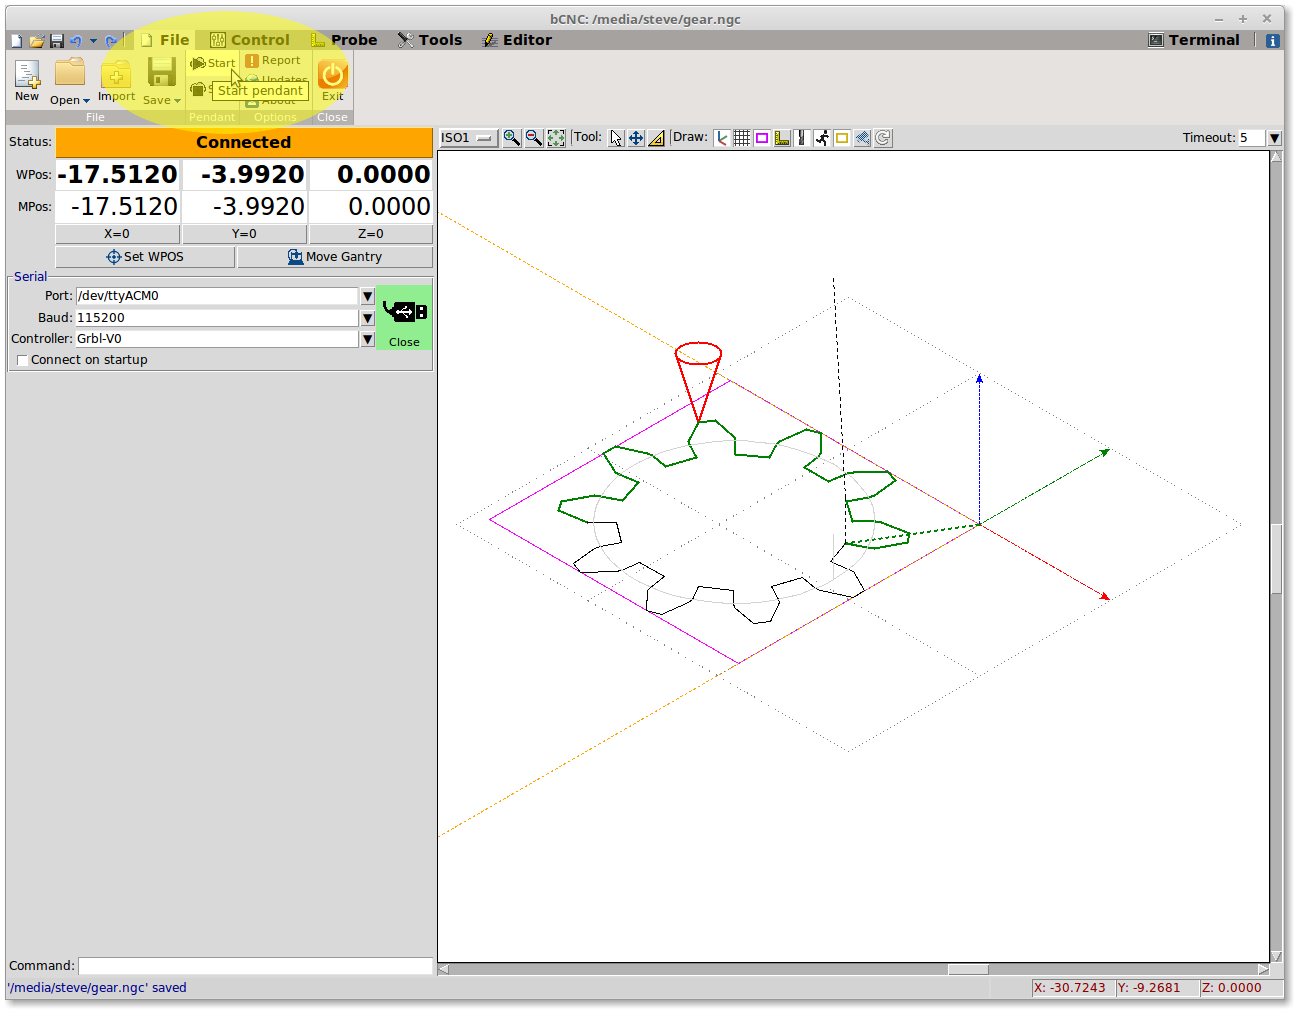 bCNC: /media/steve/gear.ngc
File Control Probe Tools Editor Terminal
Start Report
Updates
New Open Import Save Start pendant Exit
About
File Pendant Options Close
Status: Connected
ISO1 Tool: Draw: Timeout: 5
WPos: -17.5120 -3.9920 0.0000
MPos: -17.5120 -3.9920 0.0000
X=0 Y=0 Z=0
Set WPOS Move Gantry
Serial
Port: /dev/ttyACM0
Baud: 115200
Controller: Grbl-V0 Close
Connect on startup
Command:
'/media/steve/gear.ngc' saved X: -30.7243 Y: -9.2681 Z: 0.0000